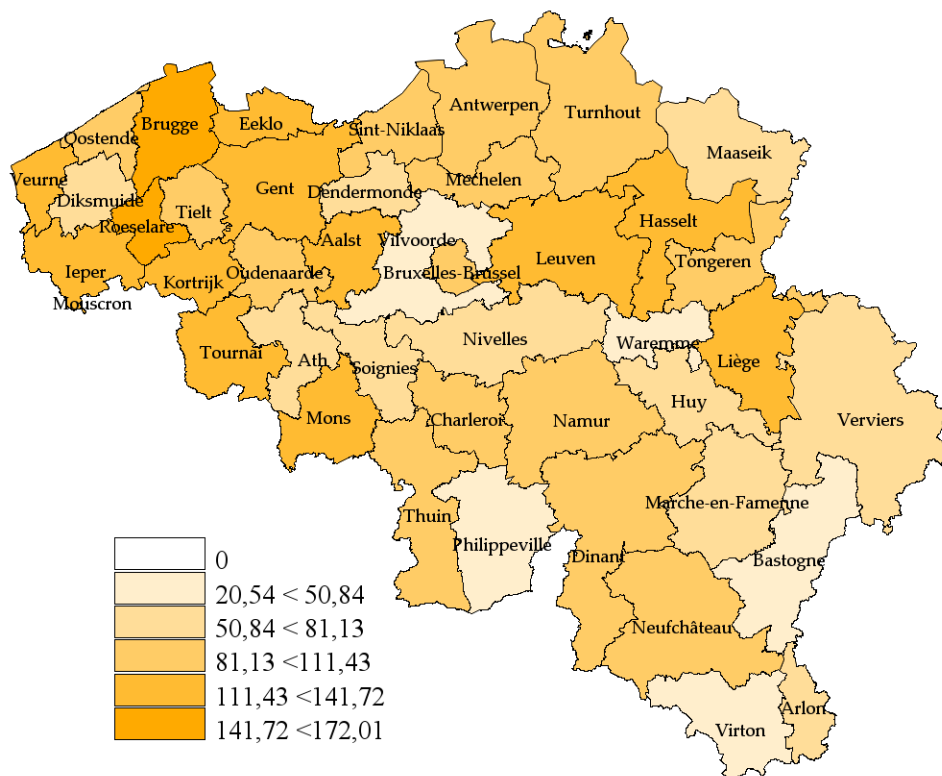 Antwerpen
Turnhout
Brugge
Eeklo
Sint-Niklaas
Oostende
Maaseik
Veurne
Diksmuide
Tielt
Gent
Dendermonde
Mechelen
Roeselare
Aalst
Vilvoorde
Hasselt
Ieper
Kortrijk
Oudenaarde
Bruxelles-Brussel
Leuven
Tongeren
Mouscron
Tournai
Ath
Soignies
Nivelles
Waremme
Liège
Mons
Charleroi
Namur
Huy
Verviers
Marche-en-Famenne
Thuin
Philippeville
Dinant
Bastogne
Neufchâteau
Arlon
Virton
0
20,54 < 50,84
50,84 < 81,13
81,13 <111,43
111,43 <141,72
141,72 <172,01